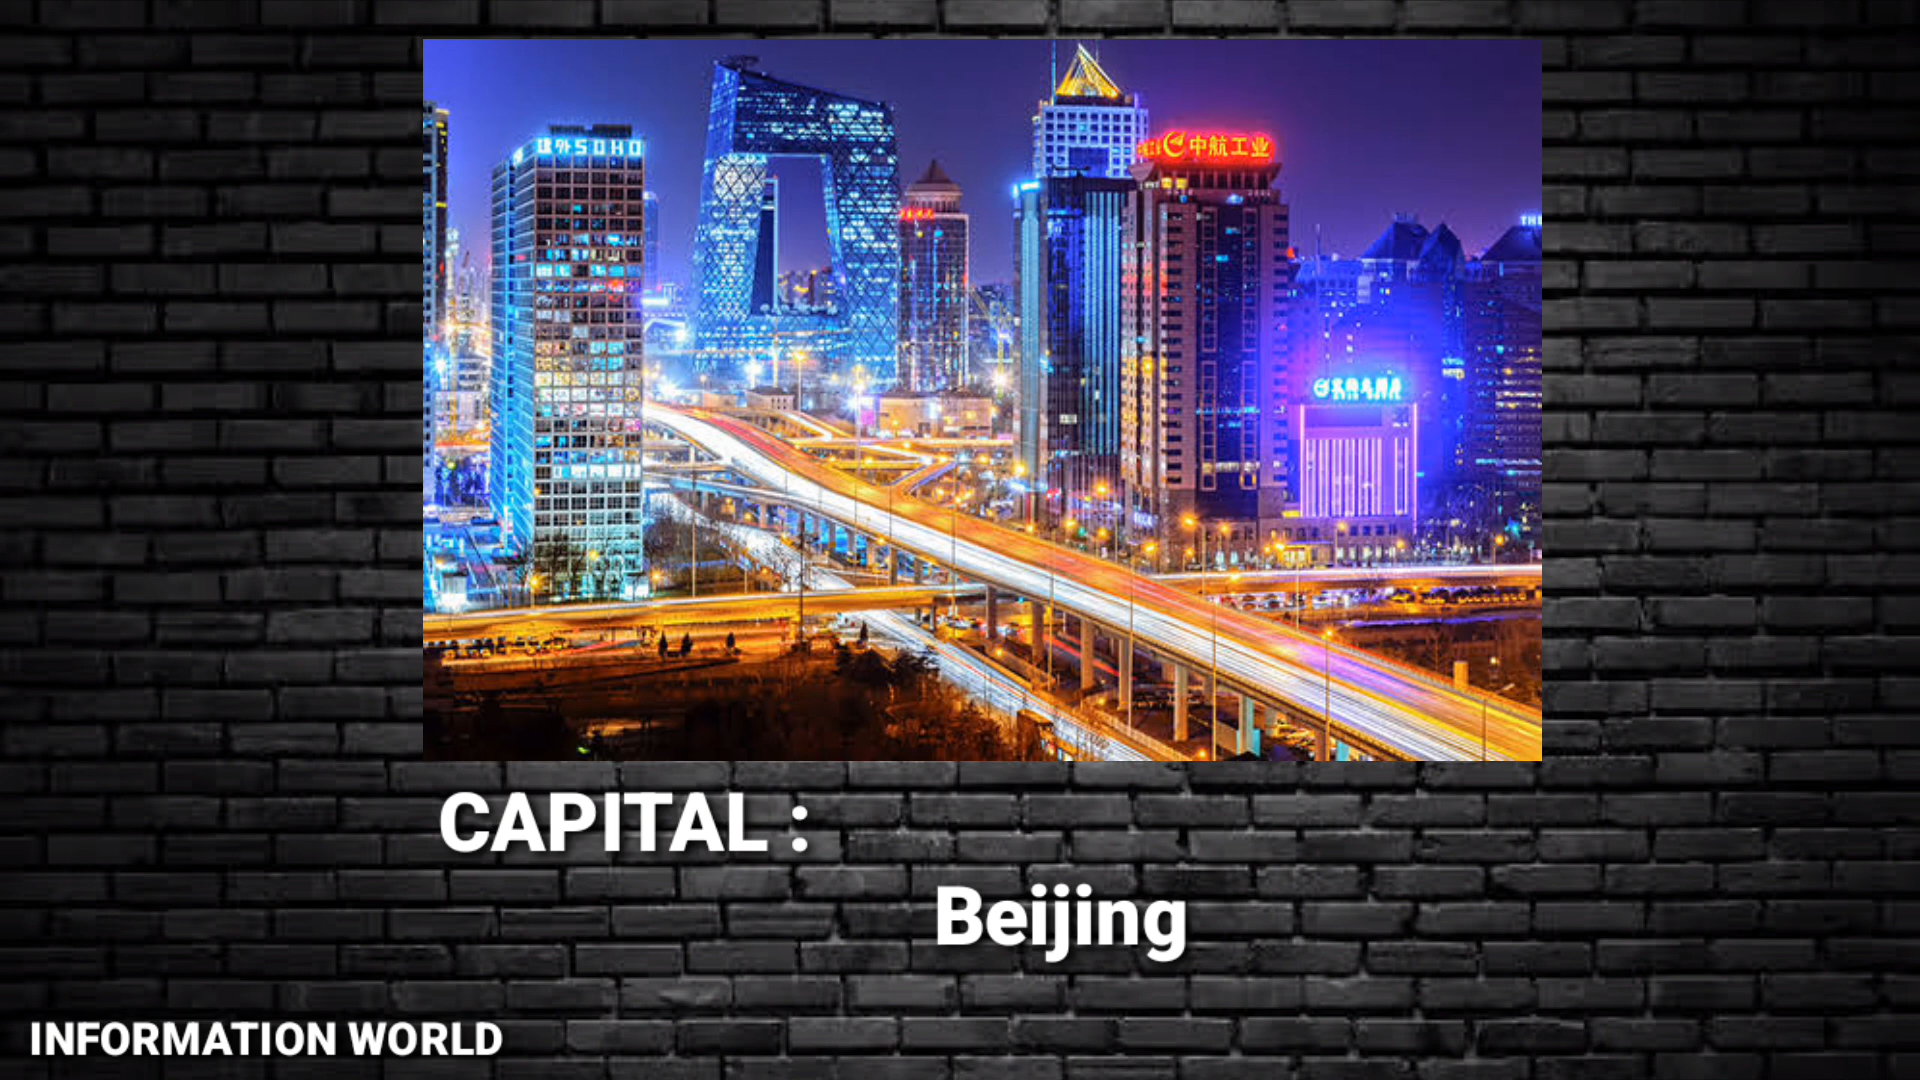 建外SOHO
中航工业
CAPITAL :
Beijing
INFORMATION WORLD